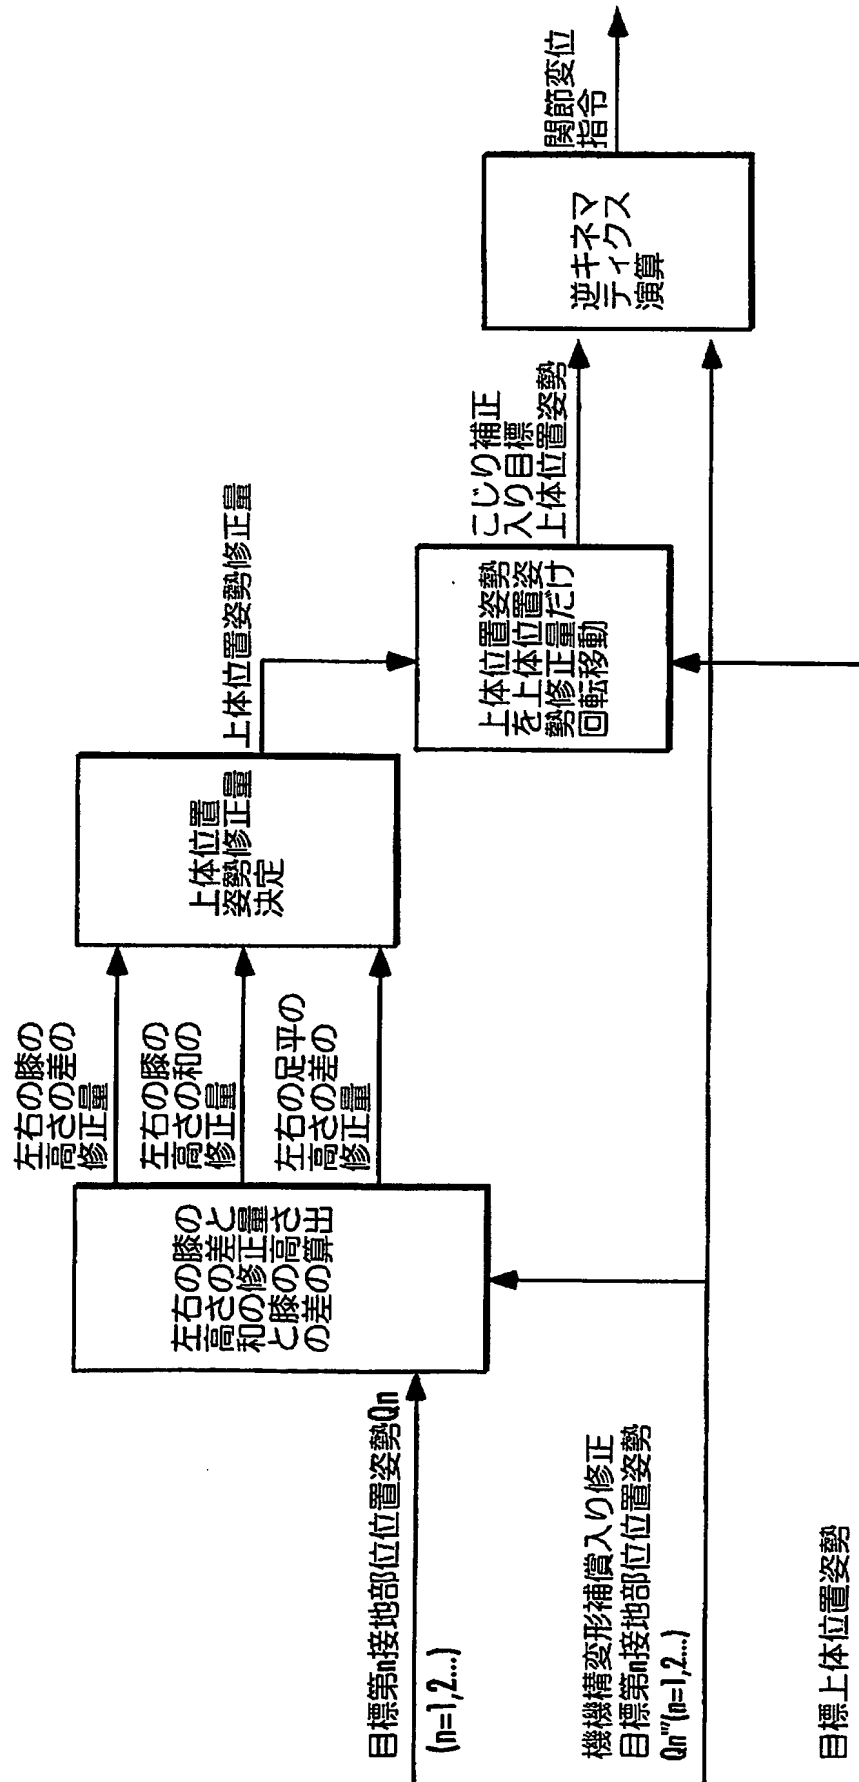 目標第n接地部位位置姿勢Qn
(n=1,2...)
機機構変形補償入り修正
目標第n接地部位位置姿勢
Qn'''(n=1,2...)
目標上体位置姿勢
左右の膝の
高さの差と
和の修正量
と膝の高さ
の差の算出
左右の膝の
高さの差の
修正量
左右の膝の
高さの和の
修正量
左右の足平の
高さの差の
修正量
上体位置
姿勢修正量
決定
上体位置姿勢修正量
上体位置姿勢
を上体位置姿
勢修正量だけ
回転移動
こじり補正
入り目標
上体位置姿勢
逆キネマ
ティクス
演算
関節変位
指令